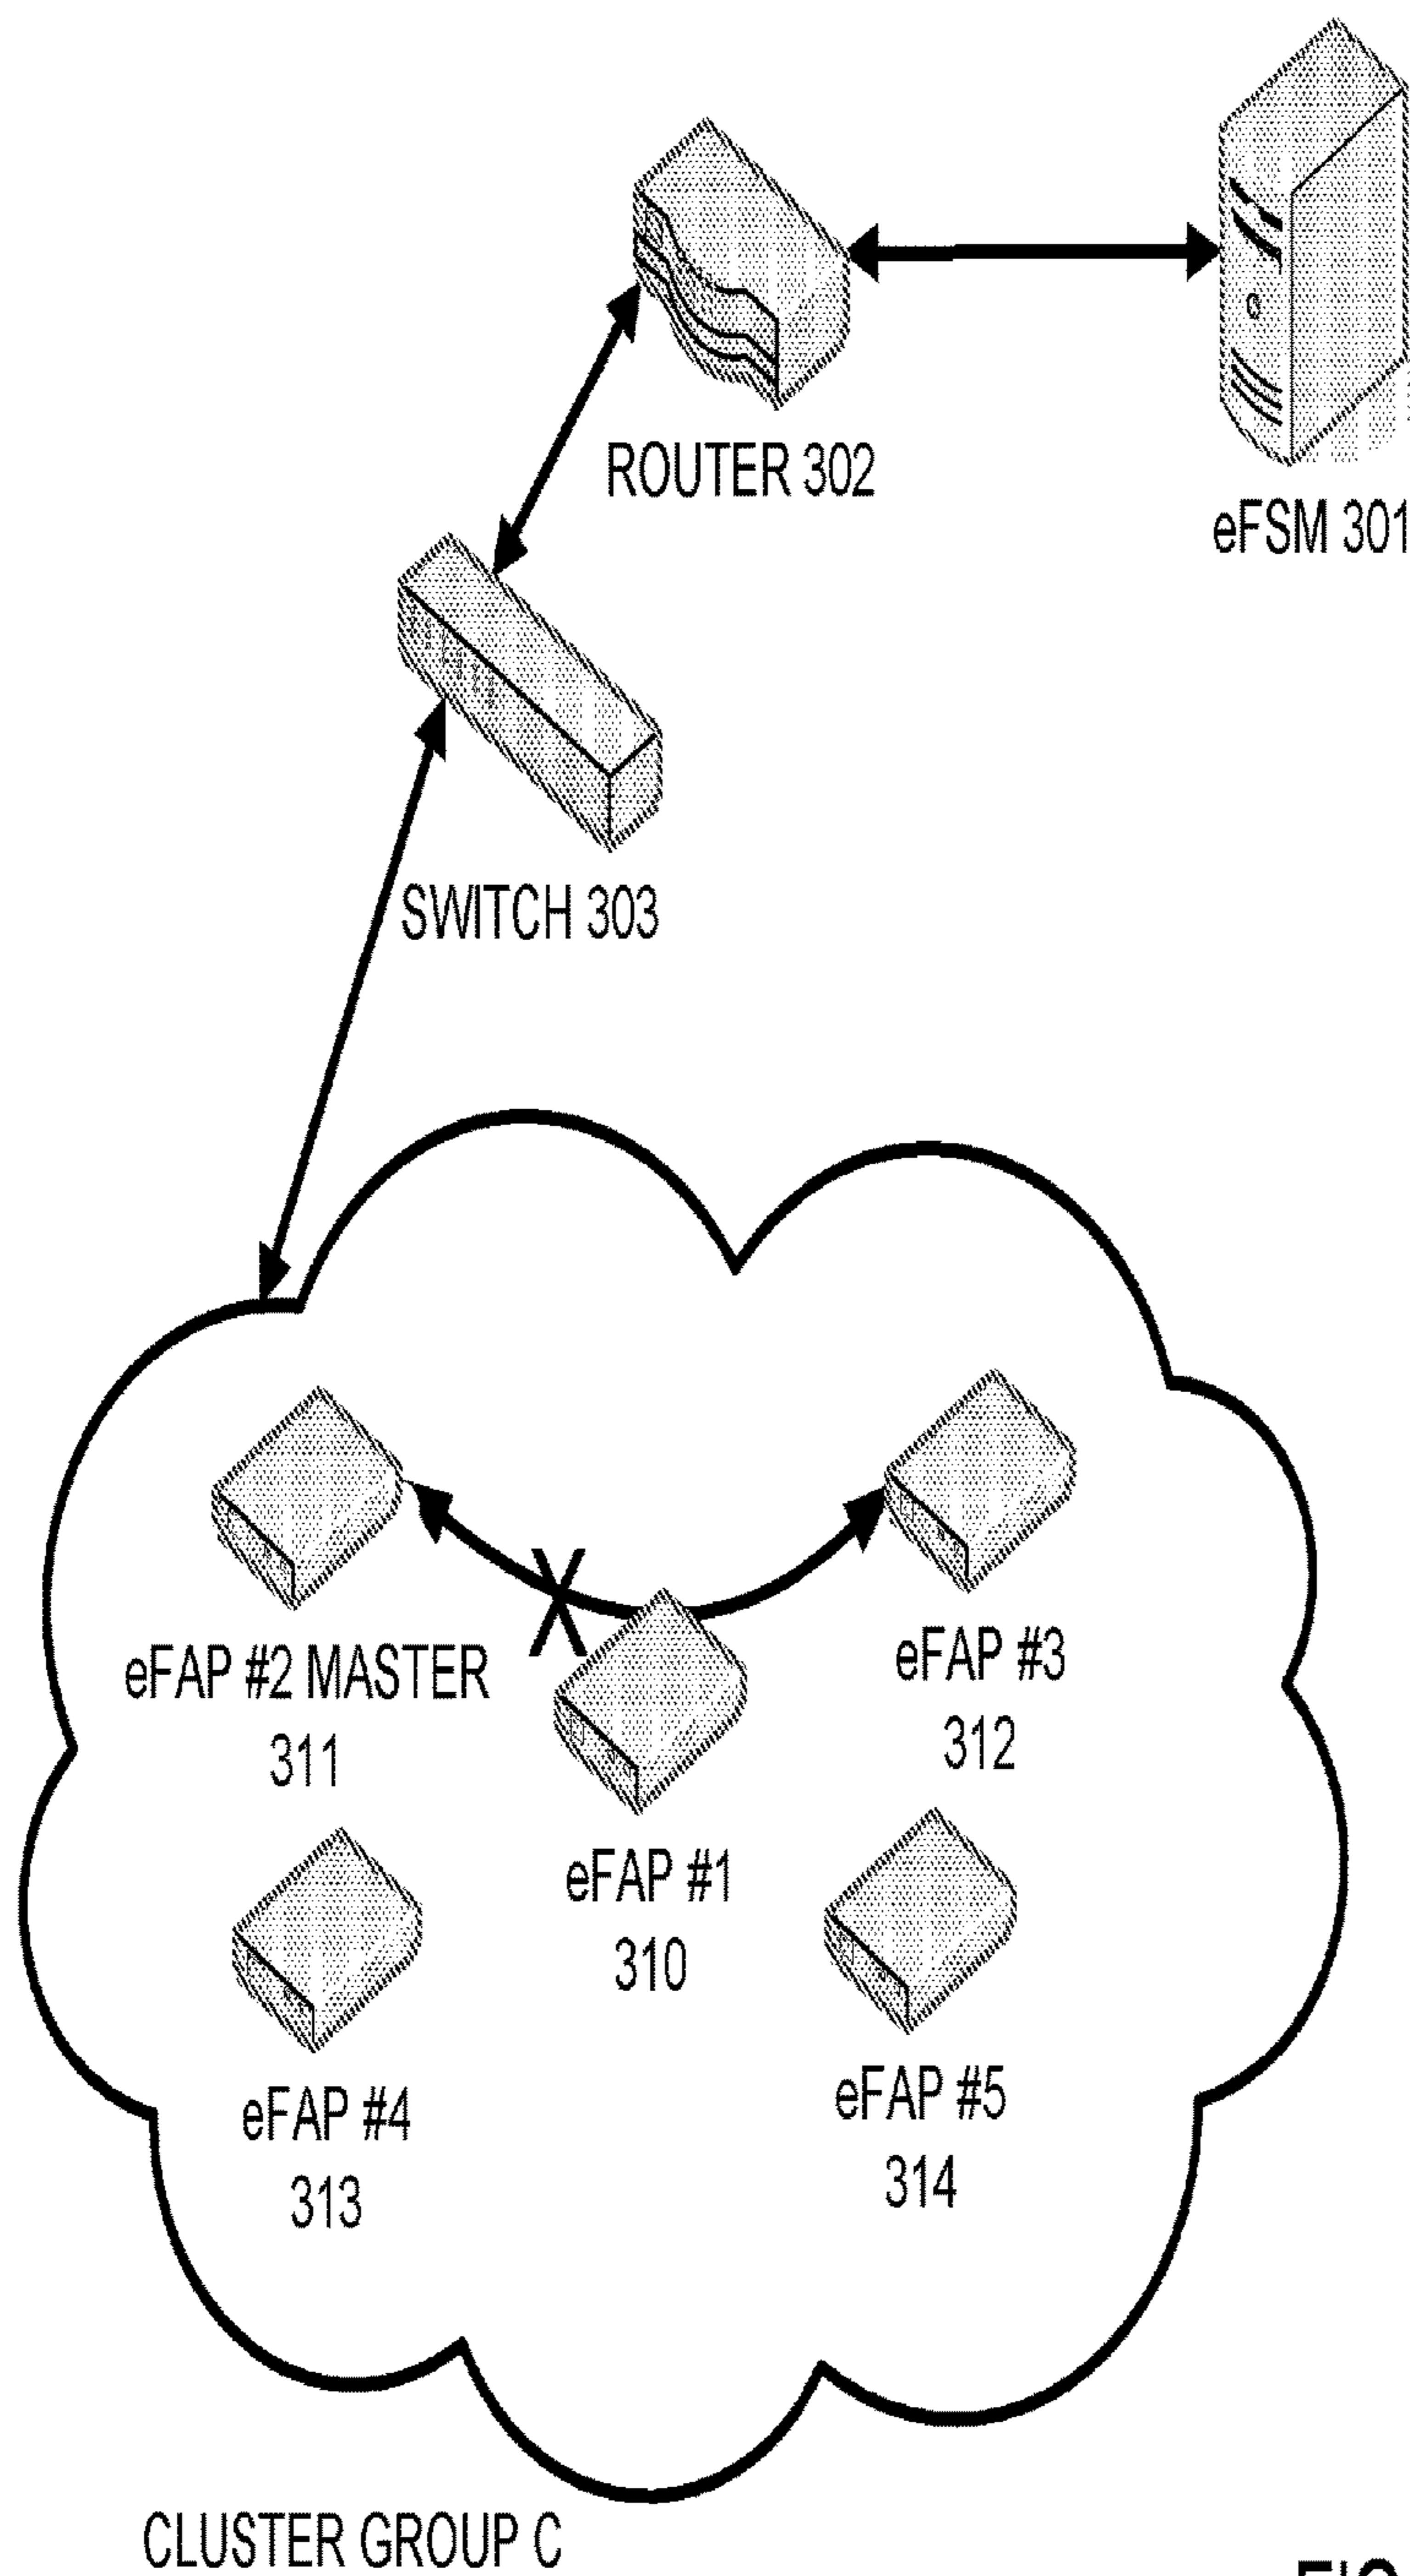 ROUTER 302
eFSM 301
SWITCH 303
X
eFAP #2 MASTER
311
eFAP #3
312
eFAP #1
310
eFAP #4
313
eFAP #5
314
CLUSTER GROUP C